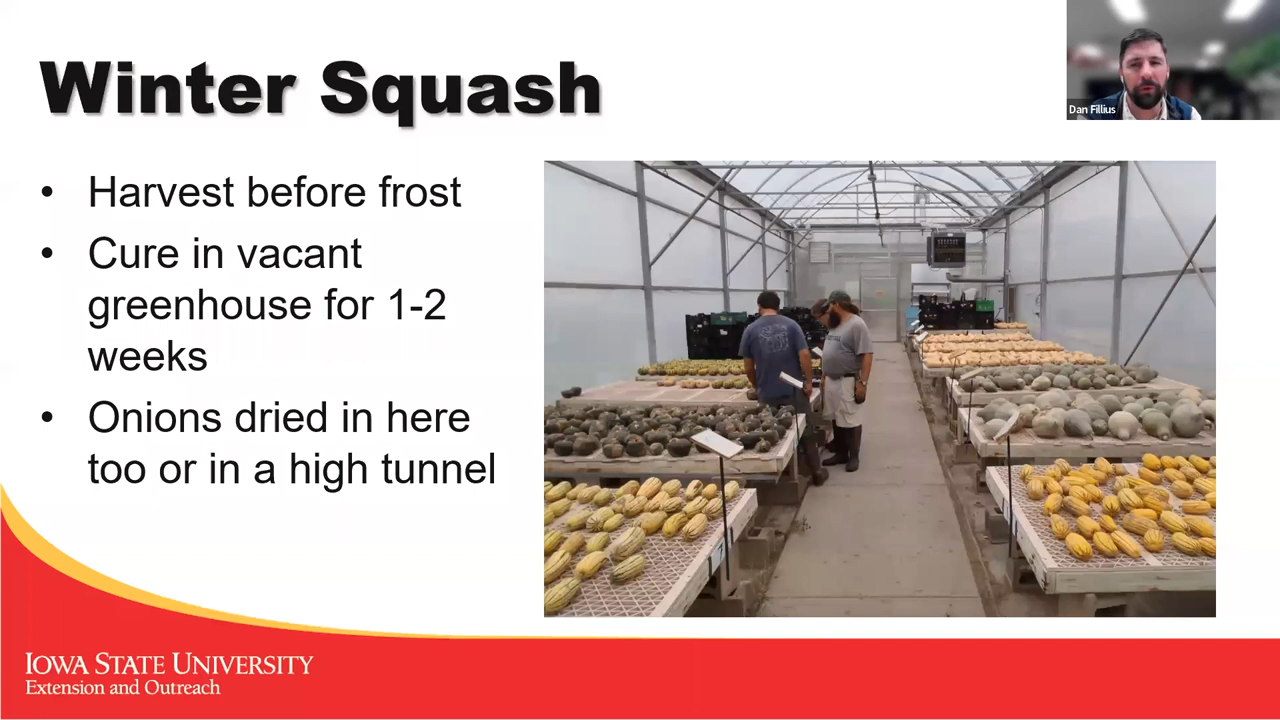 Winter Squash
Dan Fillius
• Harvest before frost
• Cure in vacant
greenhouse for 1-2
weeks
• Onions dried in here
too or in a high tunnel
IOWA STATE UNIVERSITY
Extension and Outreach